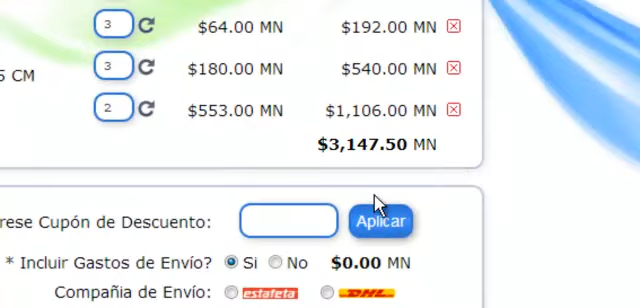 3 $64.00 MN $192.00 MN
5 CM 3 $180.00 MN $540.00 MN
2 $553.00 MN $1,106.00 MN
$3,147.50 MN
rese Cupón de Descuento: Aplicar
* Incluir Gastos de Envío? Si No $0.00 MN
Compañia de Envío: estafeta DHL